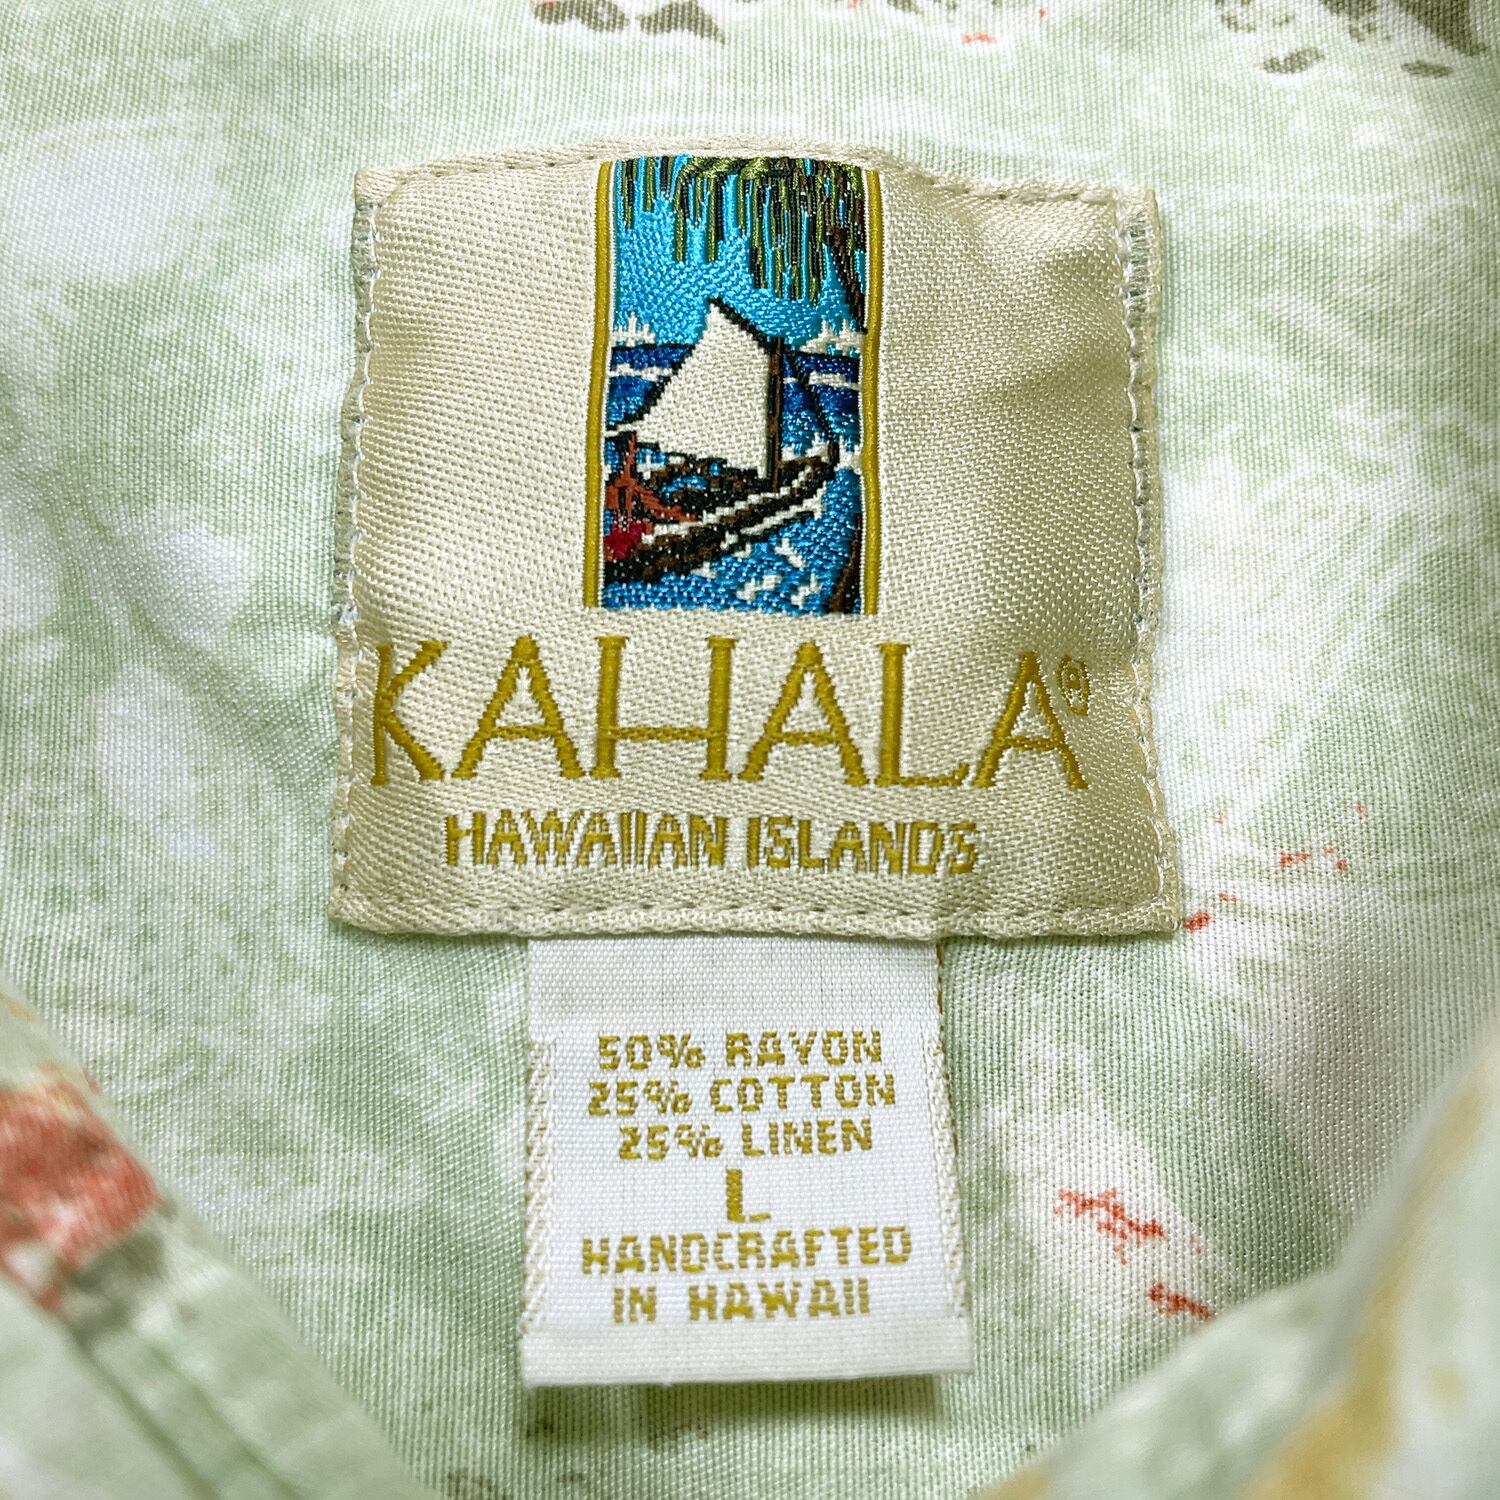 KAHALA®
HAWAIIAN ISLANDS
50% RAYON
25% COTTON
25% LINEN
L
HANDCRAFTED
IN HAWAII